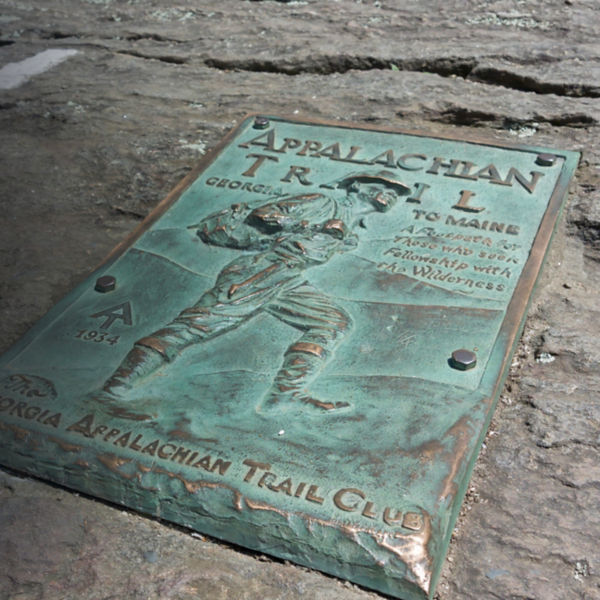 APPALACHIAN
TRAIL
GEORGIA
TO MAINE
A Footpath for
Those who seek
Fellowship with
the Wilderness
AT
1934
The
GEORGIA APPALACHIAN TRAIL CLUB